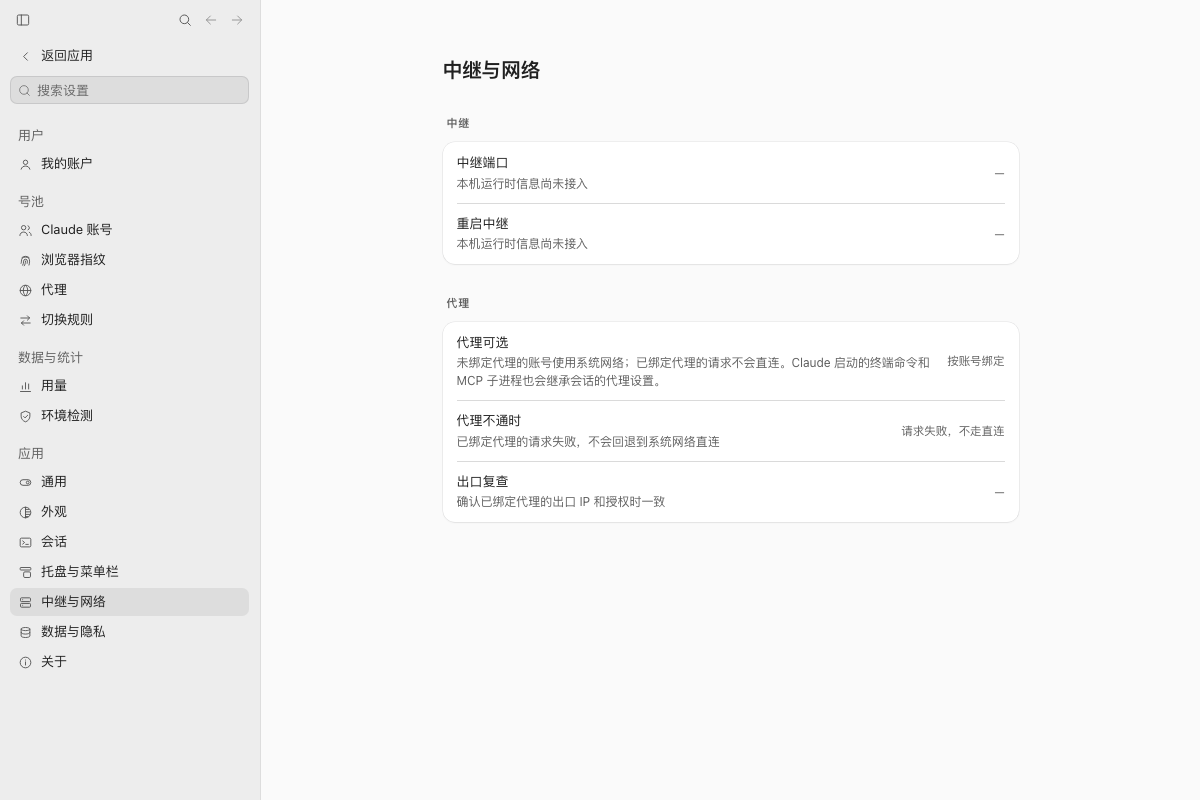 返回应用
搜索设置
用户
我的账户
号池
Claude 账号
浏览器指纹
代理
切换规则
数据与统计
用量
环境检测
应用
通用
外观
会话
托盘与菜单栏
中继与网络
数据与隐私
关于
中继与网络
中继
中继端口
本机运行时信息尚未接入
—
重启中继
本机运行时信息尚未接入
—
代理
代理可选
未绑定代理的账号使用系统网络；已绑定代理的请求不会直连。Claude 启动的终端命令和
MCP 子进程也会继承会话的代理设置。
按账号绑定
代理不通时
已绑定代理的请求失败，不会回退到系统网络直连
请求失败，不走直连
出口复查
确认已绑定代理的出口 IP 和授权时一致
—